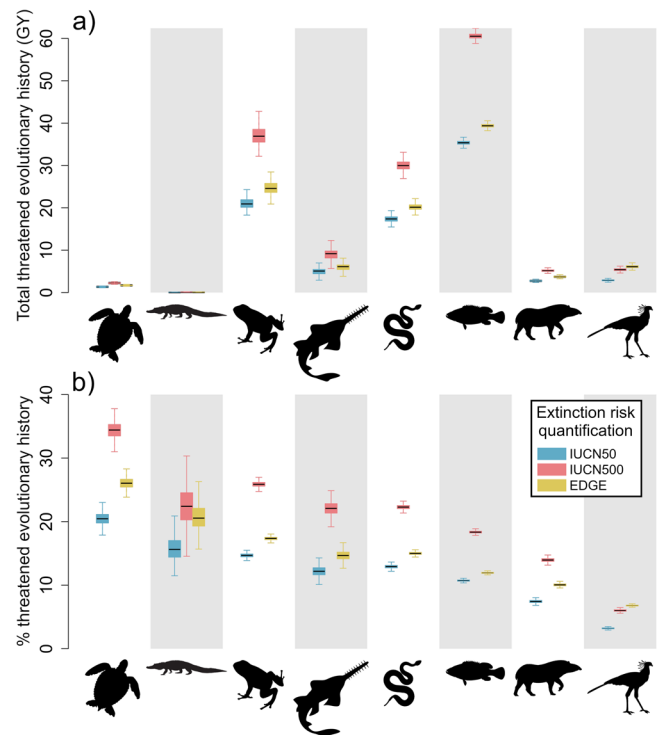 a)
Total threatened evolutionary history (GY)
60
50
40
30
20
10
0
b)
% threatened evolutionary history
40
30
20
10
0
Extinction risk
quantification
IUCN50
IUCN500
EDGE